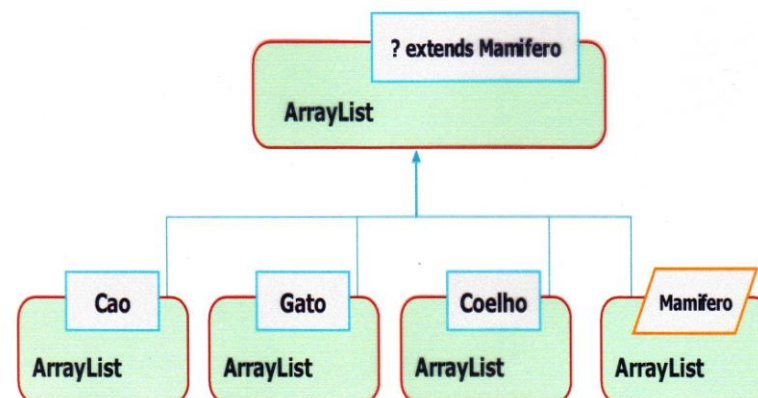 ? extends Mamifero
ArrayList
Cao
Gato
Coelho
Mamifero
ArrayList
ArrayList
ArrayList
ArrayList